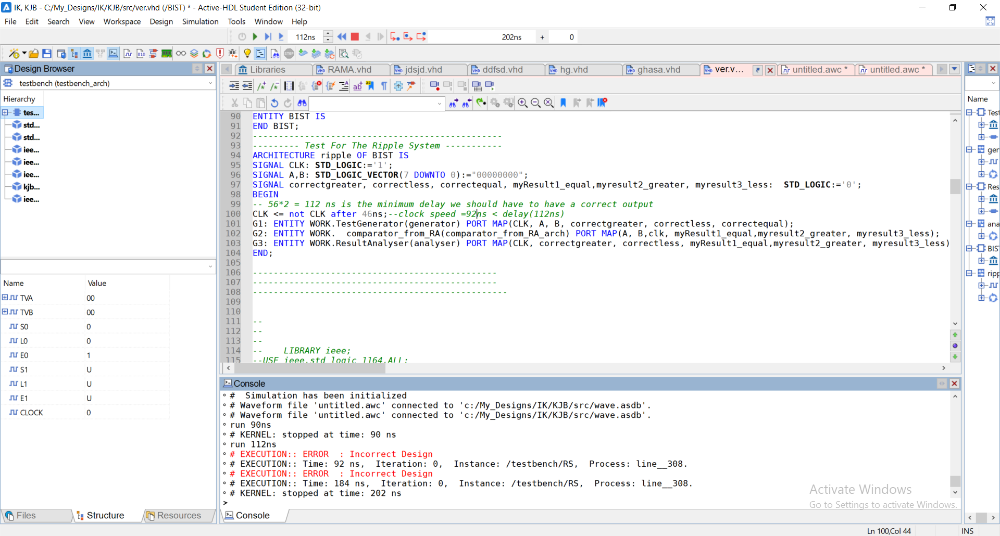 IK, KJB - C:/My_Designs/IK/KJB/src/ver.vhd (/BIST) * - Active-HDL Student Edition (32-bit)
File Edit Search View Workspace Design Simulation Tools Window Help
112ns 202ns + 0
Design Browser
Libraries RAMA.vhd jdsjd.vhd ddfsd.vhd hg.vhd ghasa.vhd ver.v... untitled.awc * untitled.awc *
testbench (testbench_arch)
Hierarchy
tes...
std...
std...
iee...
iee...
iee...
kjb...
iee...
Name Value
TVA 00
TVB 00
S0 0
L0 0
E0 1
S1 U
L1 U
E1 U
CLOCK 0
Files Structure Resources
90 ENTITY BIST IS
91 END BIST;
92 ------------------------------------------------
93 --------- Test For The Ripple System -----------
94 ARCHITECTURE ripple OF BIST IS
95 SIGNAL CLK: STD_LOGIC:='1';
96 SIGNAL A,B: STD_LOGIC_VECTOR(7 DOWNTO 0):="00000000";
97 SIGNAL correctgreater, correctless, correctequal, myResult1_equal,myresult2_greater, myresult3_less:  STD_LOGIC:='0';
98 BEGIN
99 -- 56*2 = 112 ns is the minimum delay we should have to have a correct output
100 CLK <= not CLK after 46ns;--clock speed =92ns < delay(112ns)
101 G1: ENTITY WORK.TestGenerator(generator) PORT MAP(CLK, A, B, correctgreater, correctless, correctequal);
102 G2: ENTITY WORK.  comparator_from_RA(comparator_from_RA_arch) PORT MAP(A, B,clk, myResult1_equal,myresult2_greater, myresult3_less);
103 G3: ENTITY WORK.ResultAnalyser(analyser) PORT MAP(CLK, correctgreater, correctless, myResult1_equal,myresult2_greater, myresult3_less)
104 END;
105
106 -----------------------------------------------
107 -----------------------------------------------
108 -------------------------------------------------
109
110
111 --
112 --
113 --
114 --    LIBRARY ieee;
115 --USE ieee.std_logic_1164.ALL;
Console
# Simulation has been initialized
# Waveform file 'untitled.awc' connected to 'c:/My_Designs/IK/KJB/src/wave.asdb'.
# Waveform file 'untitled.awc' connected to 'c:/My_Designs/IK/KJB/src/wave.asdb'.
run 90ns
# KERNEL: stopped at time: 90 ns
run 112ns
# EXECUTION:: ERROR  : Incorrect Design
# EXECUTION:: Time: 92 ns,  Iteration: 0,  Instance: /testbench/RS,  Process: line__308.
# EXECUTION:: ERROR  : Incorrect Design
# EXECUTION:: Time: 184 ns,  Iteration: 0,  Instance: /testbench/RS,  Process: line__308.
# KERNEL: stopped at time: 202 ns
>
Console
Name
Test
ger
Res
ana
BIS
ripp
Activate Windows
Go to Settings to activate Windows.
Ln 100,Col 44 INS